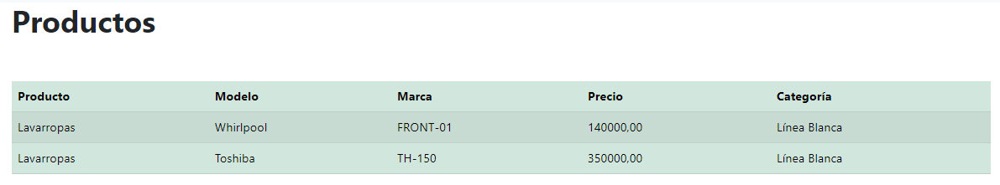 Productos
Producto Modelo Marca Precio Categoría
Lavarropas Whirlpool FRONT-01 140000,00 Línea Blanca
Lavarropas Toshiba TH-150 350000,00 Línea Blanca